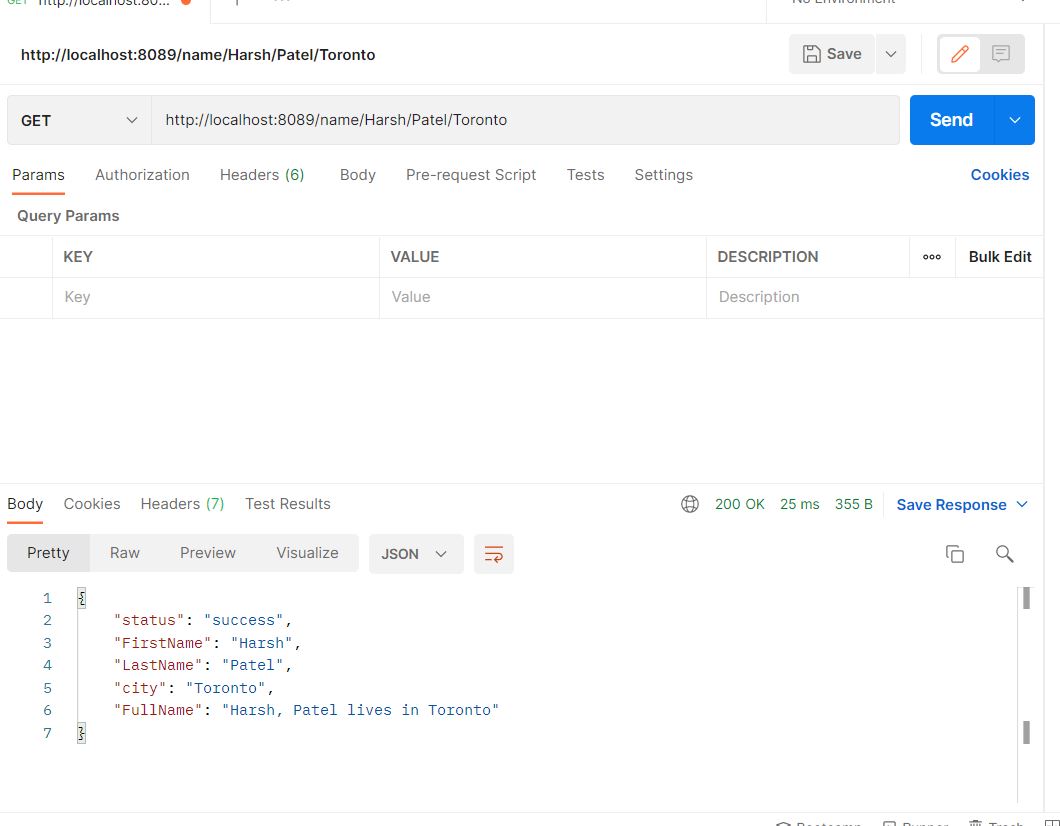 GET http://localhost:80...
No Environment
http://localhost:8089/name/Harsh/Patel/Toronto
Save
GET http://localhost:8089/name/Harsh/Patel/Toronto Send
Params Authorization Headers (6) Body Pre-request Script Tests Settings Cookies
Query Params
KEY VALUE DESCRIPTION Bulk Edit
Key Value Description
Body Cookies Headers (7) Test Results 200 OK 25 ms 355 B Save Response
Pretty Raw Preview Visualize JSON
1 {
2 "status": "success",
3 "FirstName": "Harsh",
4 "LastName": "Patel",
5 "city": "Toronto",
6 "FullName": "Harsh, Patel lives in Toronto"
7 }
Bootcamp Runner Trash